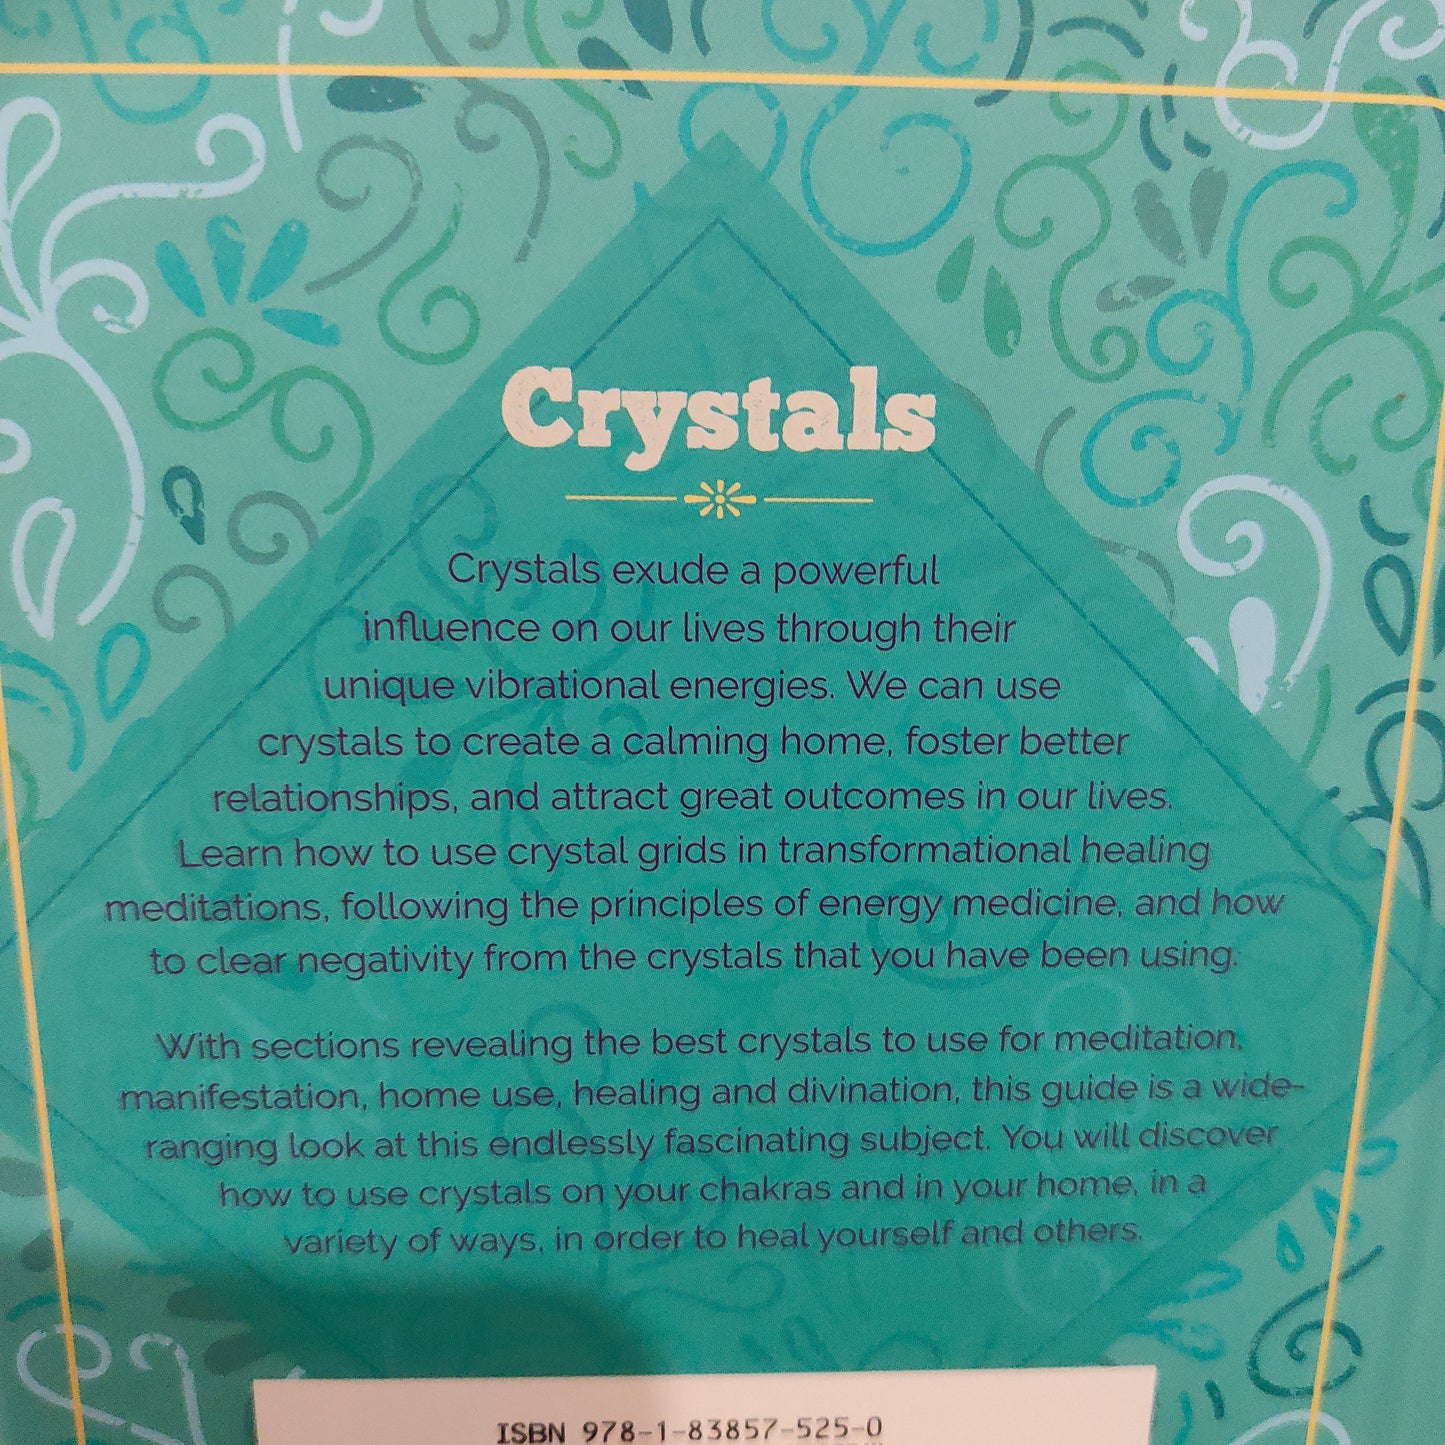 Crystals
Crystals exude a powerful
influence on our lives through their
unique vibrational energies. We can use
crystals to create a calming home, foster better
relationships, and attract great outcomes in our lives.
Learn how to use crystal grids in transformational healing
meditations, following the principles of energy medicine, and how
to clear negativity from the crystals that you have been using.
With sections revealing the best crystals to use for meditation,
manifestation, home use, healing and divination, this guide is a wide-
ranging look at this endlessly fascinating subject. You will discover
how to use crystals on your chakras and in your home, in a
variety of ways, in order to heal yourself and others.
ISBN 978-1-83857-525-0